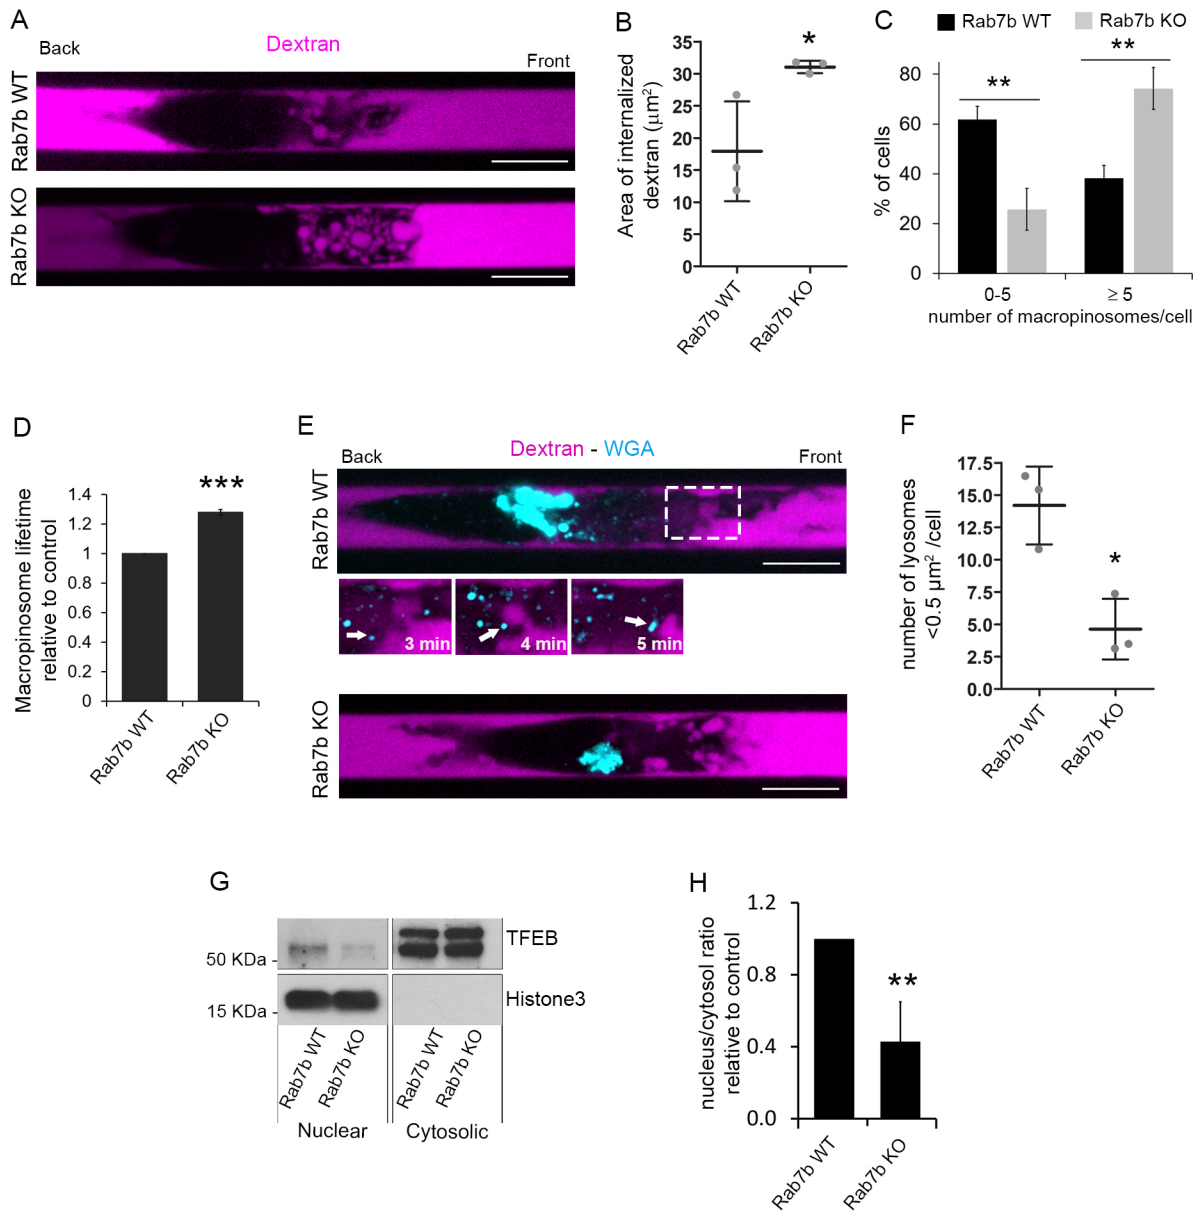 A
Dextran
Back
Front
Rab7b WT
Rab7b KO
B
Area of internalized
dextran (μm²)
35
30
25
20
15
10
5
0
*
Rab7b WT
Rab7b KO
C
Rab7b WT
Rab7b KO
% of cells
80
60
40
20
0
**
**
0-5
≥ 5
number of macropinosomes/cell
D
Macropinosome lifetime
relative to control
1.4
1.2
1
0.8
0.6
0.4
0.2
0
***
Rab7b WT
Rab7b KO
E
Dextran - WGA
Back
Front
Rab7b WT
3 min
4 min
5 min
Rab7b KO
F
number of lyosomes
<0.5 μm² /cell
17.5
15.0
12.5
10.0
7.5
5.0
2.5
0.0
*
Rab7b WT
Rab7b KO
G
TFEB
50 KDa -
Histone3
15 KDa -
Rab7b WT
Rab7b KO
Rab7b WT
Rab7b KO
Nuclear
Cytosolic
H
nucleus/cytosol ratio
relative to control
1.2
0.8
0.4
0.0
**
Rab7b WT
Rab7b KO